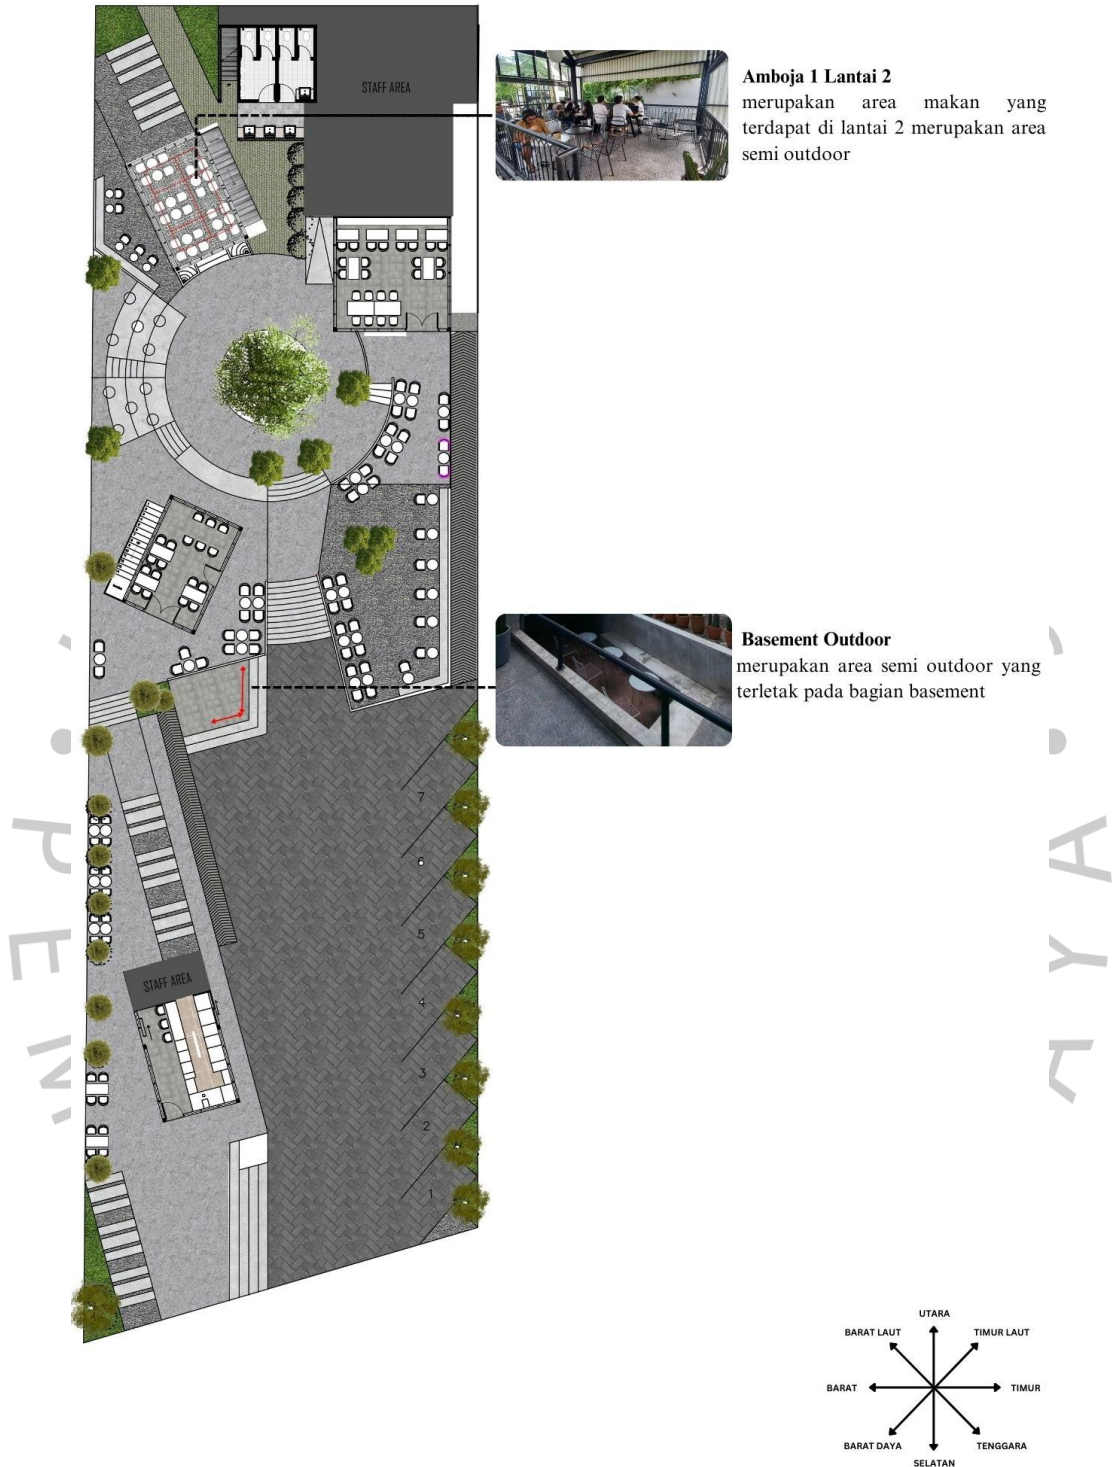 STAFF AREA
Amboja 1 Lantai 2
merupakan area makan yang
terdapat di lantai 2 merupakan area
semi outdoor
Basement Outdoor
merupakan area semi outdoor yang
terletak pada bagian basement
7
6
5
4
3
2
1
STAFF AREA
P E M
A Y A
UTARA
BARAT LAUT
TIMUR LAUT
BARAT
TIMUR
BARAT DAYA
TENGGARA
SELATAN